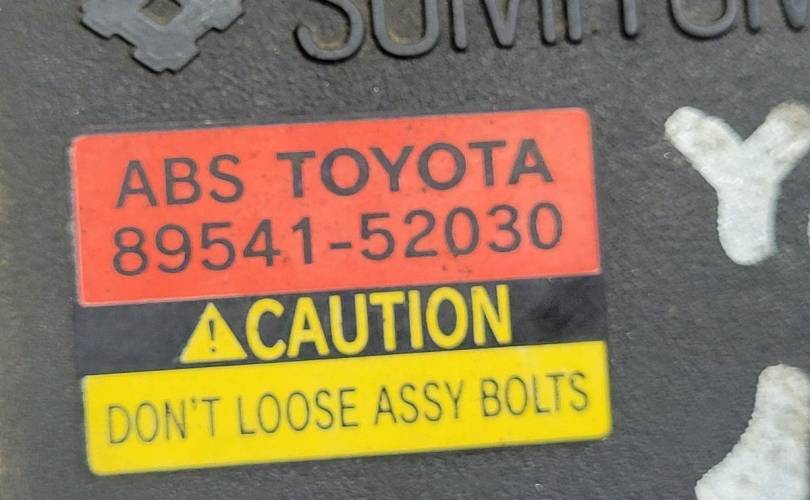 ABS TOYOTA
89541-52030
CAUTION
DON'T LOOSE ASSY BOLTS
Y